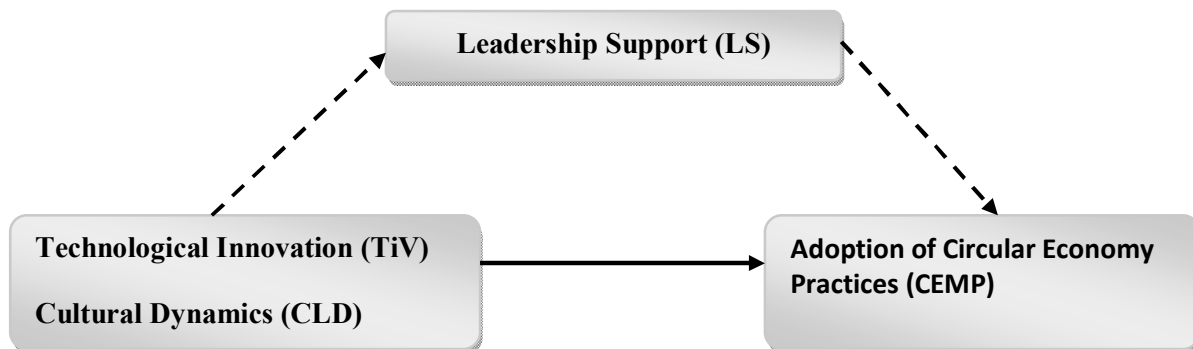 Leadership Support (LS)
Technological Innovation (TiV)
Cultural Dynamics (CLD)
Adoption of Circular Economy
Practices (CEMP)